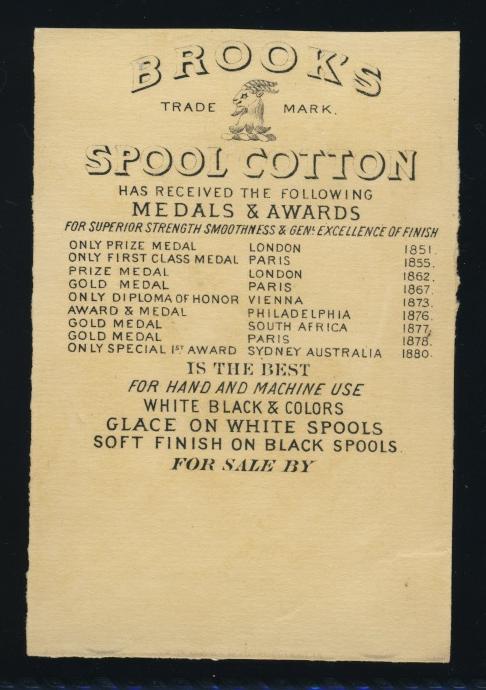 BROOK'S
TRADE MARK.
SPOOL COTTON
HAS RECEIVED THE FOLLOWING
MEDALS & AWARDS
FOR SUPERIOR STRENGTH SMOOTHNESS & GENL. EXCELLENCE OF FINISH
ONLY PRIZE MEDAL LONDON 1851.
ONLY FIRST CLASS MEDAL PARIS 1855.
PRIZE MEDAL LONDON 1862.
GOLD MEDAL PARIS 1867.
ONLY DIPLOMA OF HONOR VIENNA 1873.
AWARD & MEDAL PHILADELPHIA 1876.
GOLD MEDAL SOUTH AFRICA 1877.
GOLD MEDAL PARIS 1878.
ONLY SPECIAL 1ST AWARD SYDNEY AUSTRALIA 1880.
IS THE BEST
FOR HAND AND MACHINE USE
WHITE BLACK & COLORS
GLACE ON WHITE SPOOLS
SOFT FINISH ON BLACK SPOOLS.
FOR SALE BY